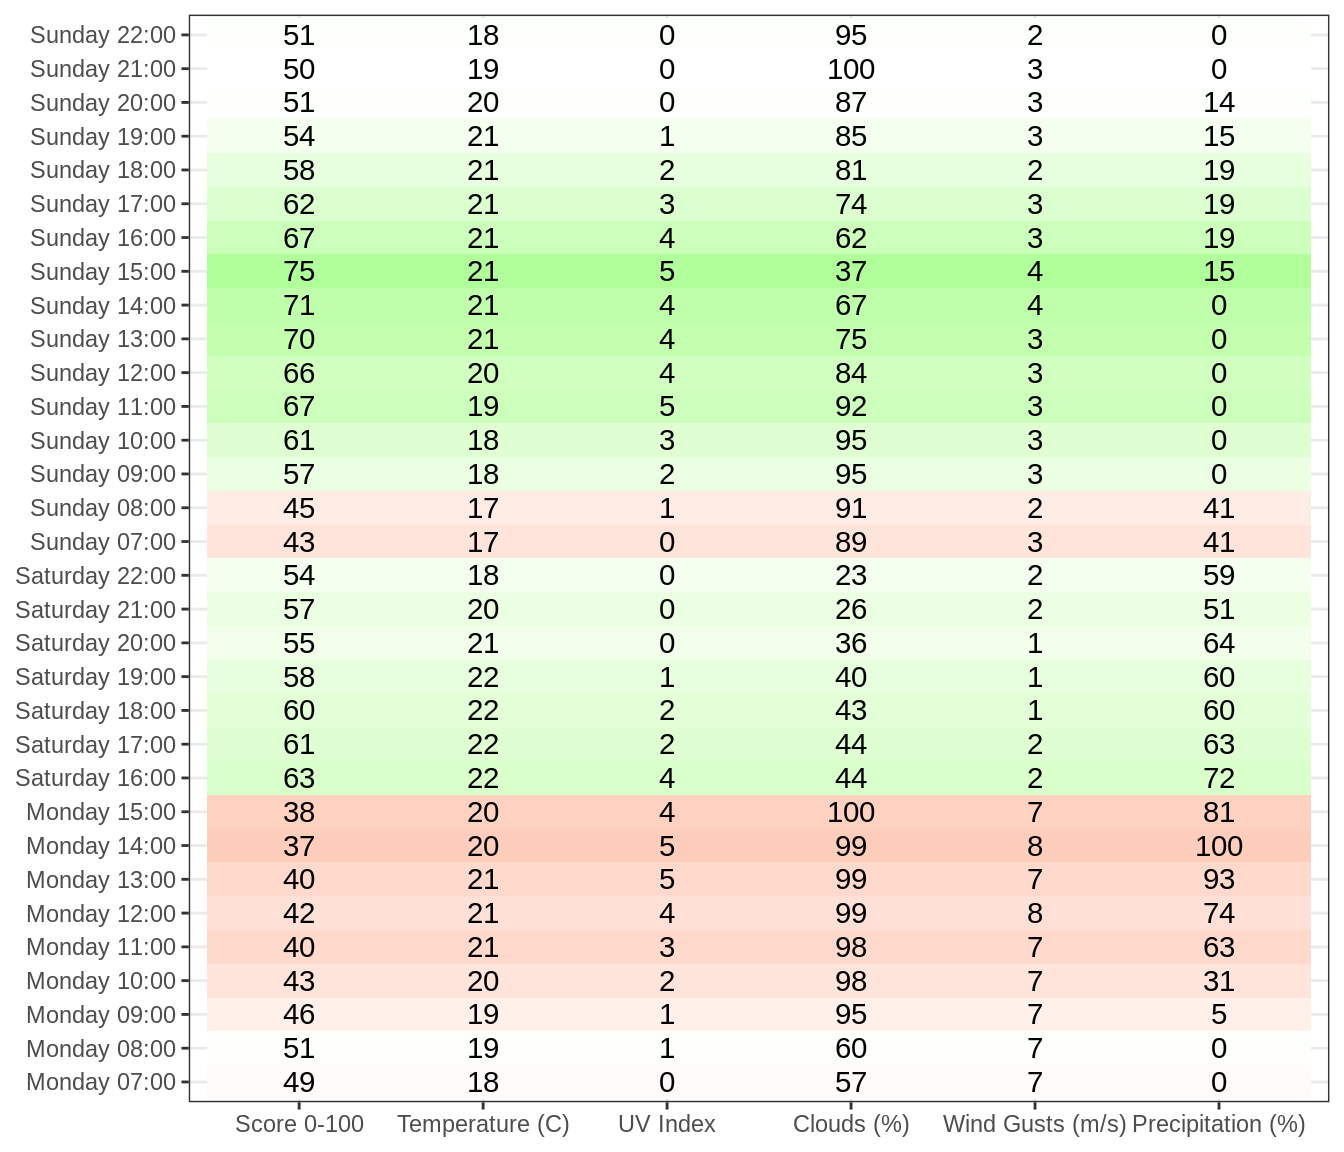 Sunday 22:00 51 18 0 95 2 0
Sunday 21:00 50 19 0 100 3 0
Sunday 20:00 51 20 0 87 3 14
Sunday 19:00 54 21 1 85 3 15
Sunday 18:00 58 21 2 81 2 19
Sunday 17:00 62 21 3 74 3 19
Sunday 16:00 67 21 4 62 3 19
Sunday 15:00 75 21 5 37 4 15
Sunday 14:00 71 21 4 67 4 0
Sunday 13:00 70 21 4 75 3 0
Sunday 12:00 66 20 4 84 3 0
Sunday 11:00 67 19 5 92 3 0
Sunday 10:00 61 18 3 95 3 0
Sunday 09:00 57 18 2 95 3 0
Sunday 08:00 45 17 1 91 2 41
Sunday 07:00 43 17 0 89 3 41
Saturday 22:00 54 18 0 23 2 59
Saturday 21:00 57 20 0 26 2 51
Saturday 20:00 55 21 0 36 1 64
Saturday 19:00 58 22 1 40 1 60
Saturday 18:00 60 22 2 43 1 60
Saturday 17:00 61 22 2 44 2 63
Saturday 16:00 63 22 4 44 2 72
Monday 15:00 38 20 4 100 7 81
Monday 14:00 37 20 5 99 8 100
Monday 13:00 40 21 5 99 7 93
Monday 12:00 42 21 4 99 8 74
Monday 11:00 40 21 3 98 7 63
Monday 10:00 43 20 2 98 7 31
Monday 09:00 46 19 1 95 7 5
Monday 08:00 51 19 1 60 7 0
Monday 07:00 49 18 0 57 7 0
Score 0-100 Temperature (C) UV Index Clouds (%) Wind Gusts (m/s) Precipitation (%)